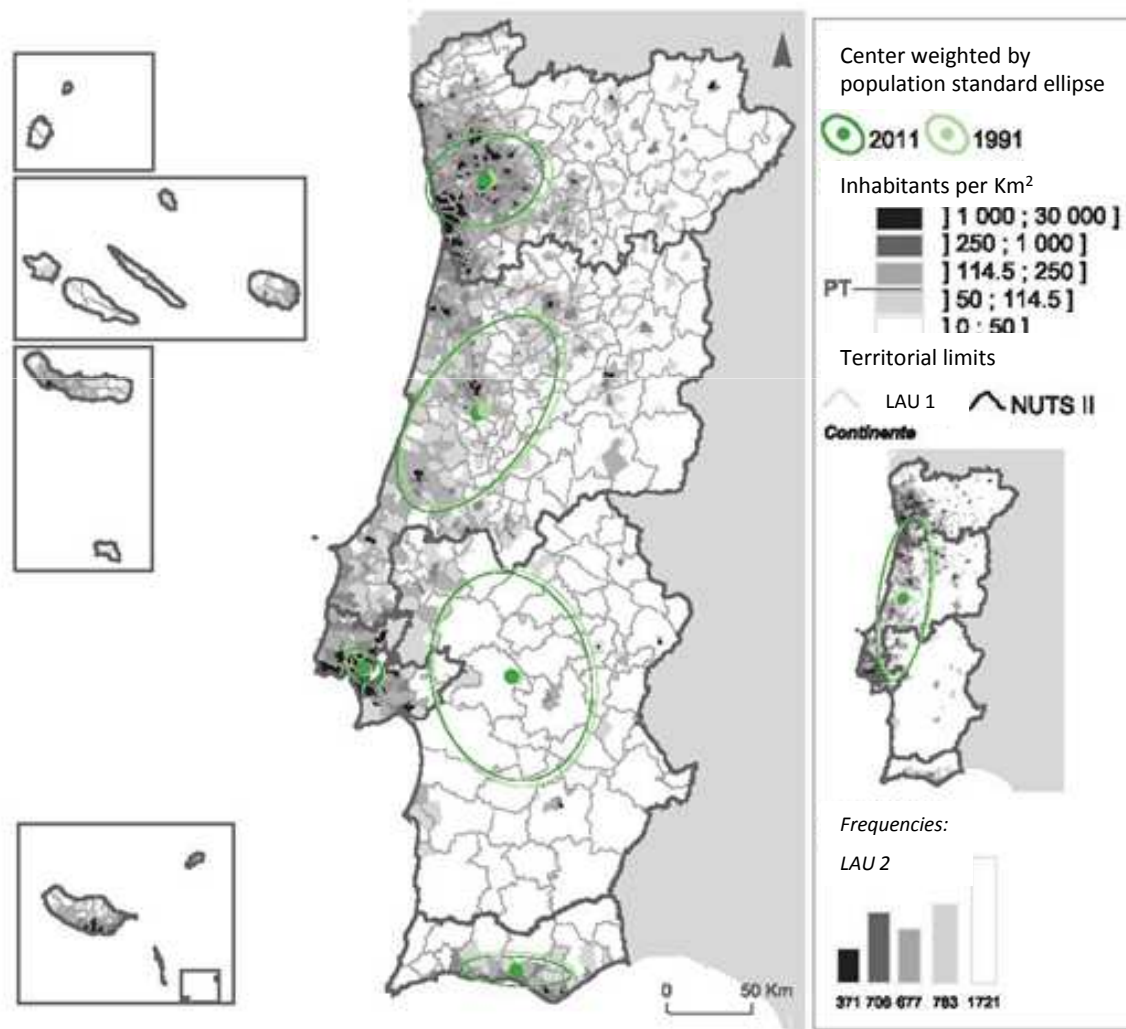 Center weighted by
population standard ellipse
2011 1991
Inhabitants per Km²
] 1 000 ; 30 000 ]
] 250 ; 1 000 ]
] 114.5 ; 250 ]
PT
] 50 ; 114.5 ]
] 0 ; 50 ]
Territorial limits
LAU 1 NUTS II
Continente
Frequencies:
LAU 2
371 706 677 783 1721
0 50 Km